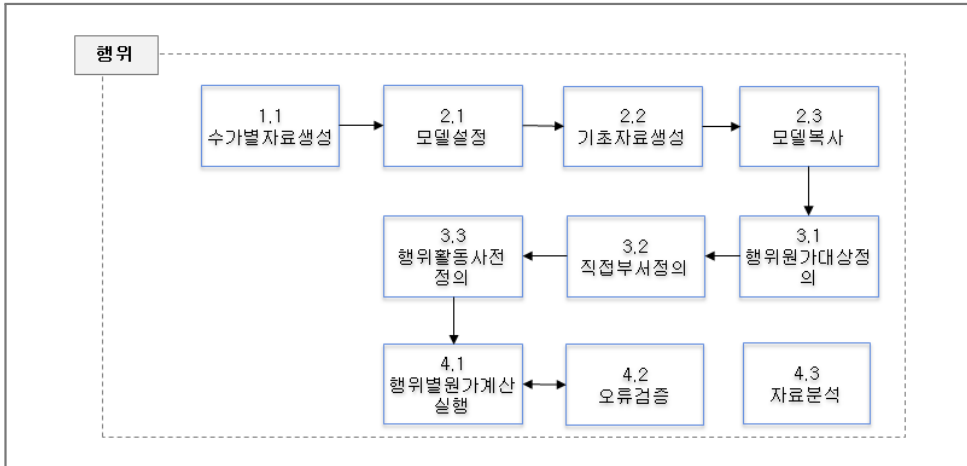 행위
1.1
수가별자료생성
2.1
모델설정
2.2
기초자료생성
2.3
모델복사
3.3
행위활동사전
정의
3.2
직접부서정의
3.1
행위원가대상정
의
4.1
행위별원가계산
실행
4.2
오류검증
4.3
자료분석